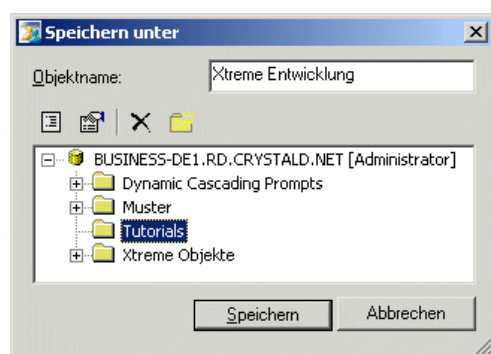 Speichern unter
Objektname:
Xtreme Entwicklung
BUSINESS-DE1.RD.CRYSTALD.NET [Administrator]
Dynamic Cascading Prompts
Muster
Tutorials
Xtreme Objekte
Speichern
Abbrechen